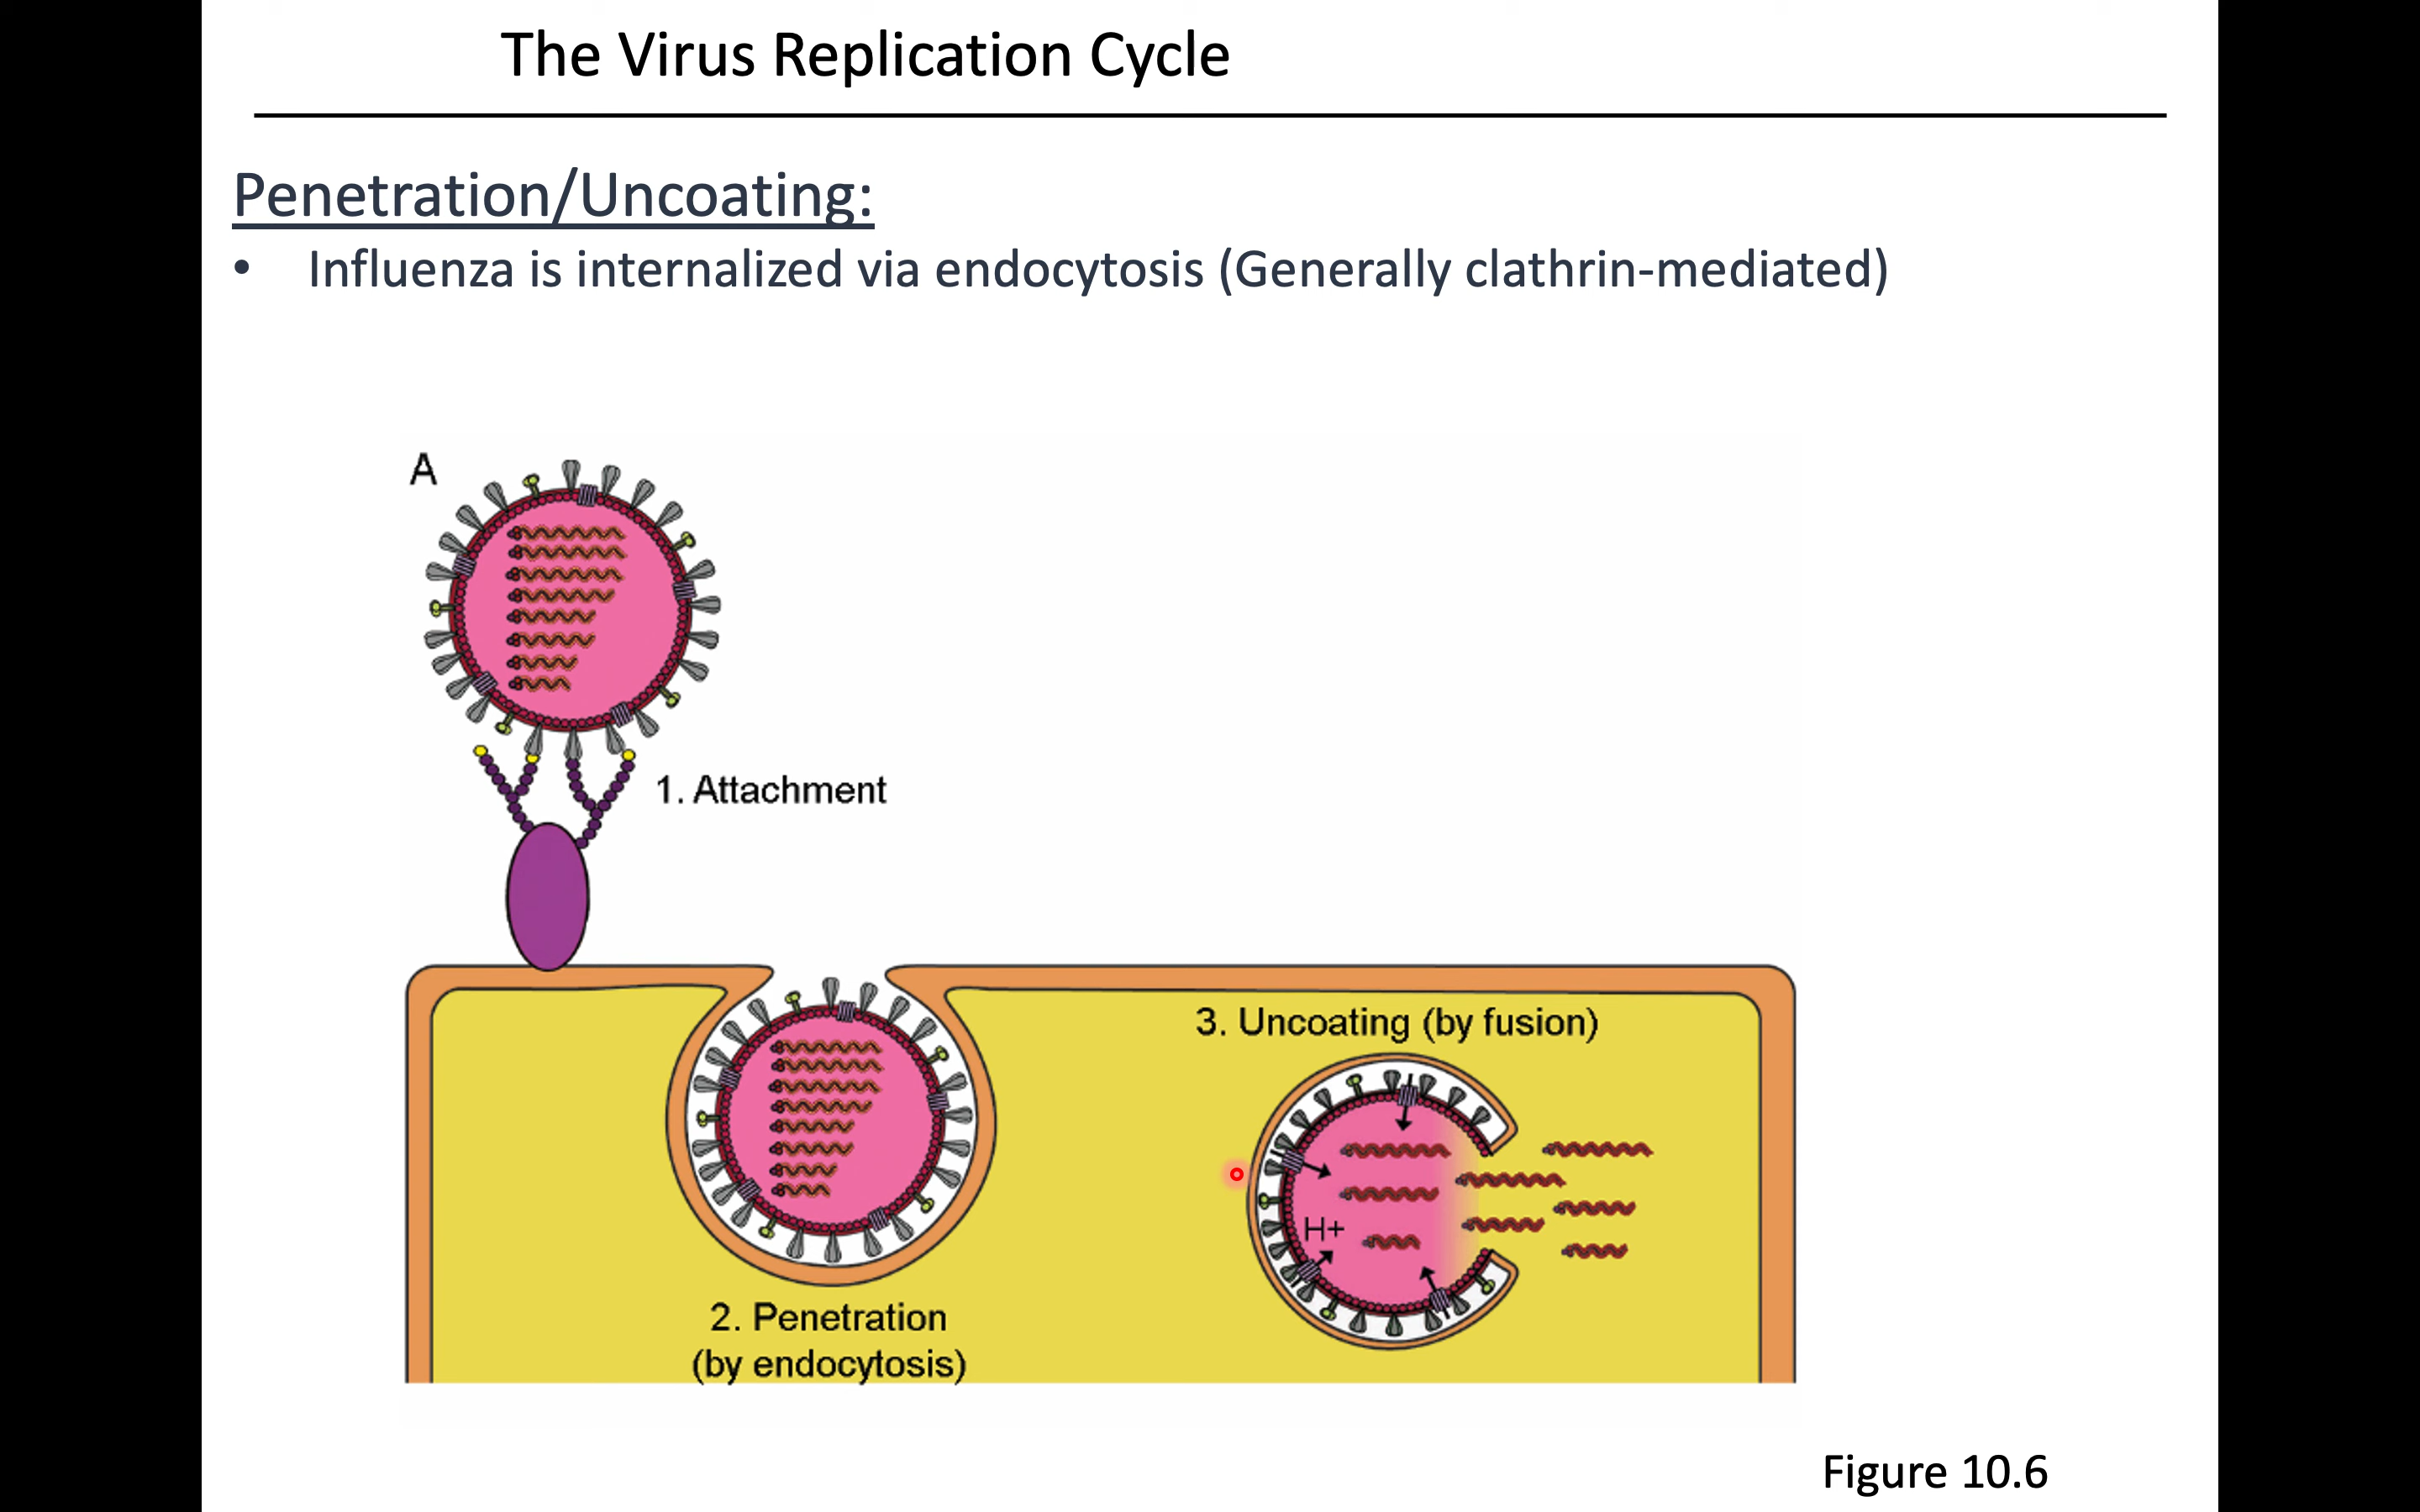 The Virus Replication Cycle
Penetration/Uncoating:
• Influenza is internalized via endocytosis (Generally clathrin-mediated)
A
1. Attachment
3. Uncoating (by fusion)
H+
2. Penetration
(by endocytosis)
Figure 10.6